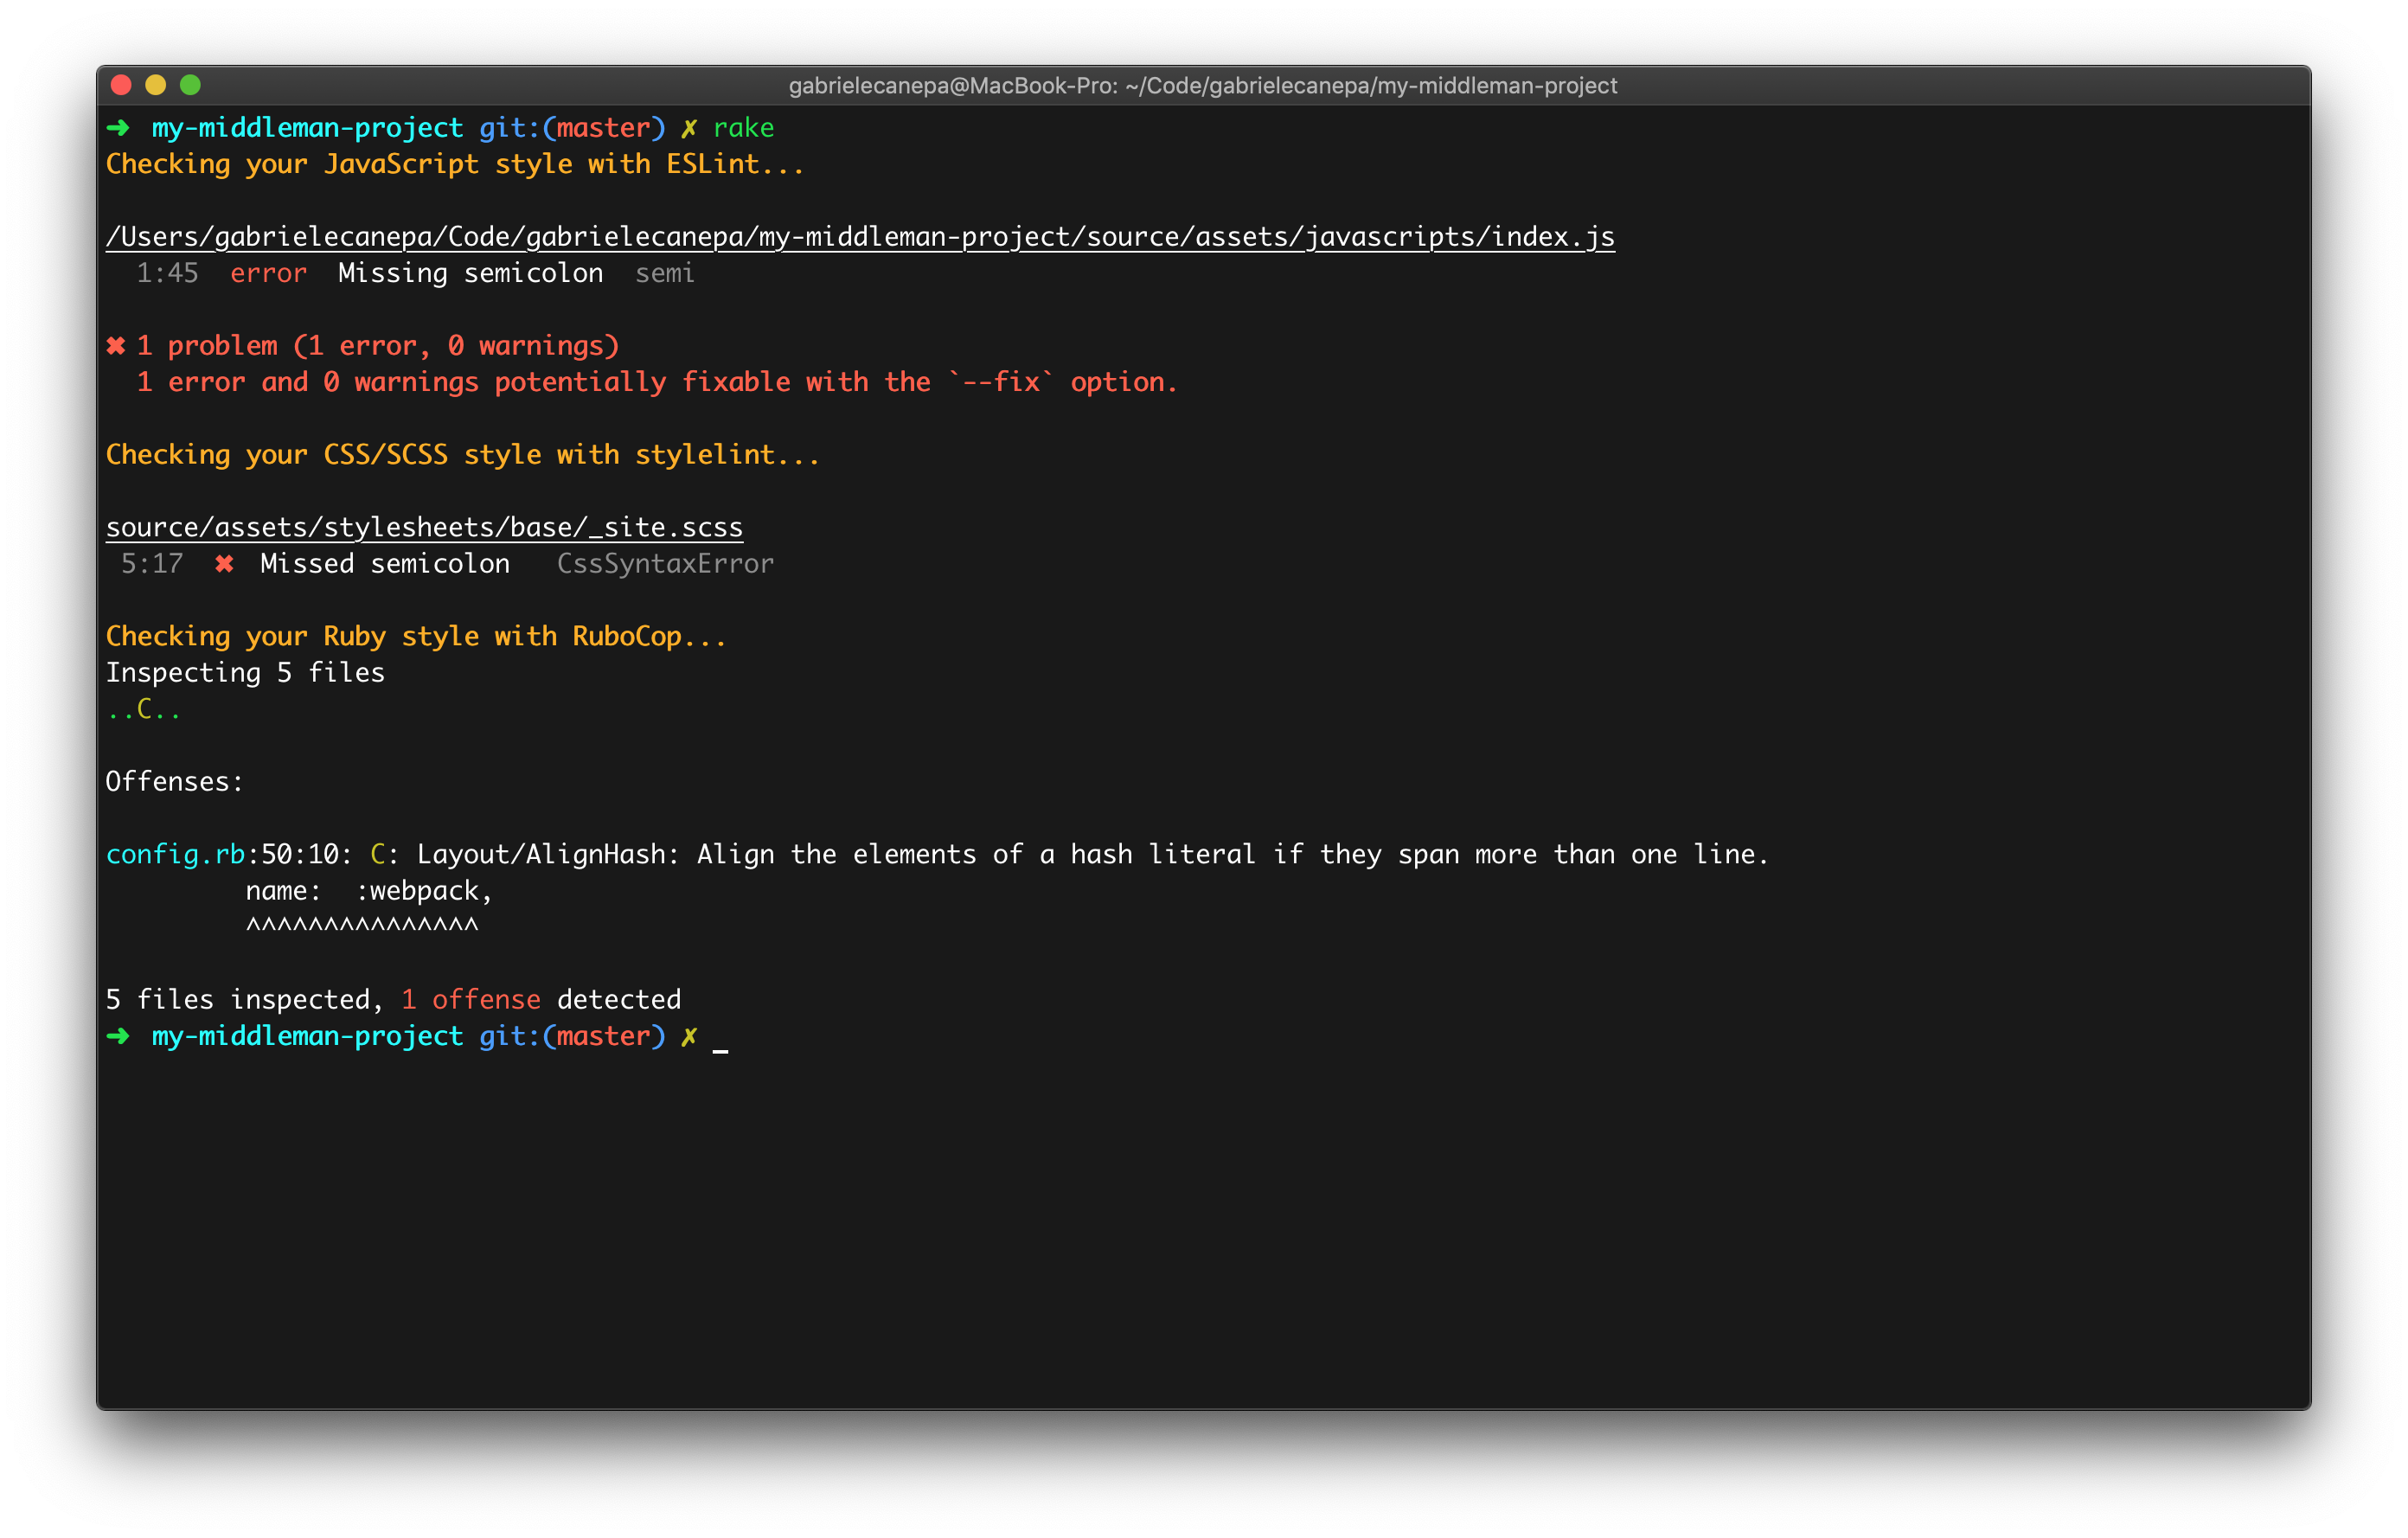 gabrielecanepa@MacBook-Pro: ~/Code/gabrielecanepa/my-middleman-project
➜  my-middleman-project git:(master) ✗ rake
Checking your JavaScript style with ESLint...
/Users/gabrielecanepa/Code/gabrielecanepa/my-middleman-project/source/assets/javascripts/index.js
  1:45  error  Missing semicolon  semi
✖ 1 problem (1 error, 0 warnings)
  1 error and 0 warnings potentially fixable with the `--fix` option.
Checking your CSS/SCSS style with stylelint...
source/assets/stylesheets/base/_site.scss
 5:17  ✖  Missed semicolon   CssSyntaxError
Checking your Ruby style with RuboCop...
Inspecting 5 files
..C..
Offenses:
config.rb:50:10: C: Layout/AlignHash: Align the elements of a hash literal if they span more than one line.
         name:  :webpack,
         ^^^^^^^^^^^^^^^
5 files inspected, 1 offense detected
➜  my-middleman-project git:(master) ✗ _